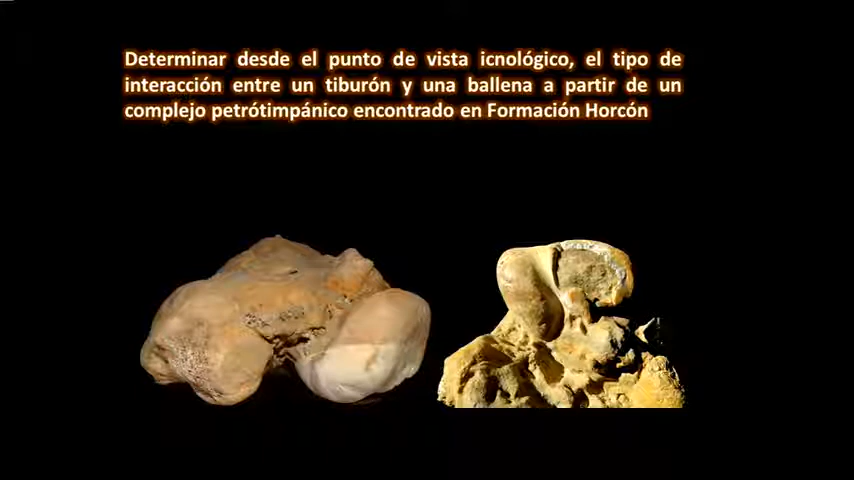 Determinar desde el punto de vista icnológico, el tipo de
interacción entre un tiburón y una ballena a partir de un
complejo petrótimpánico encontrado en Formación Horcón